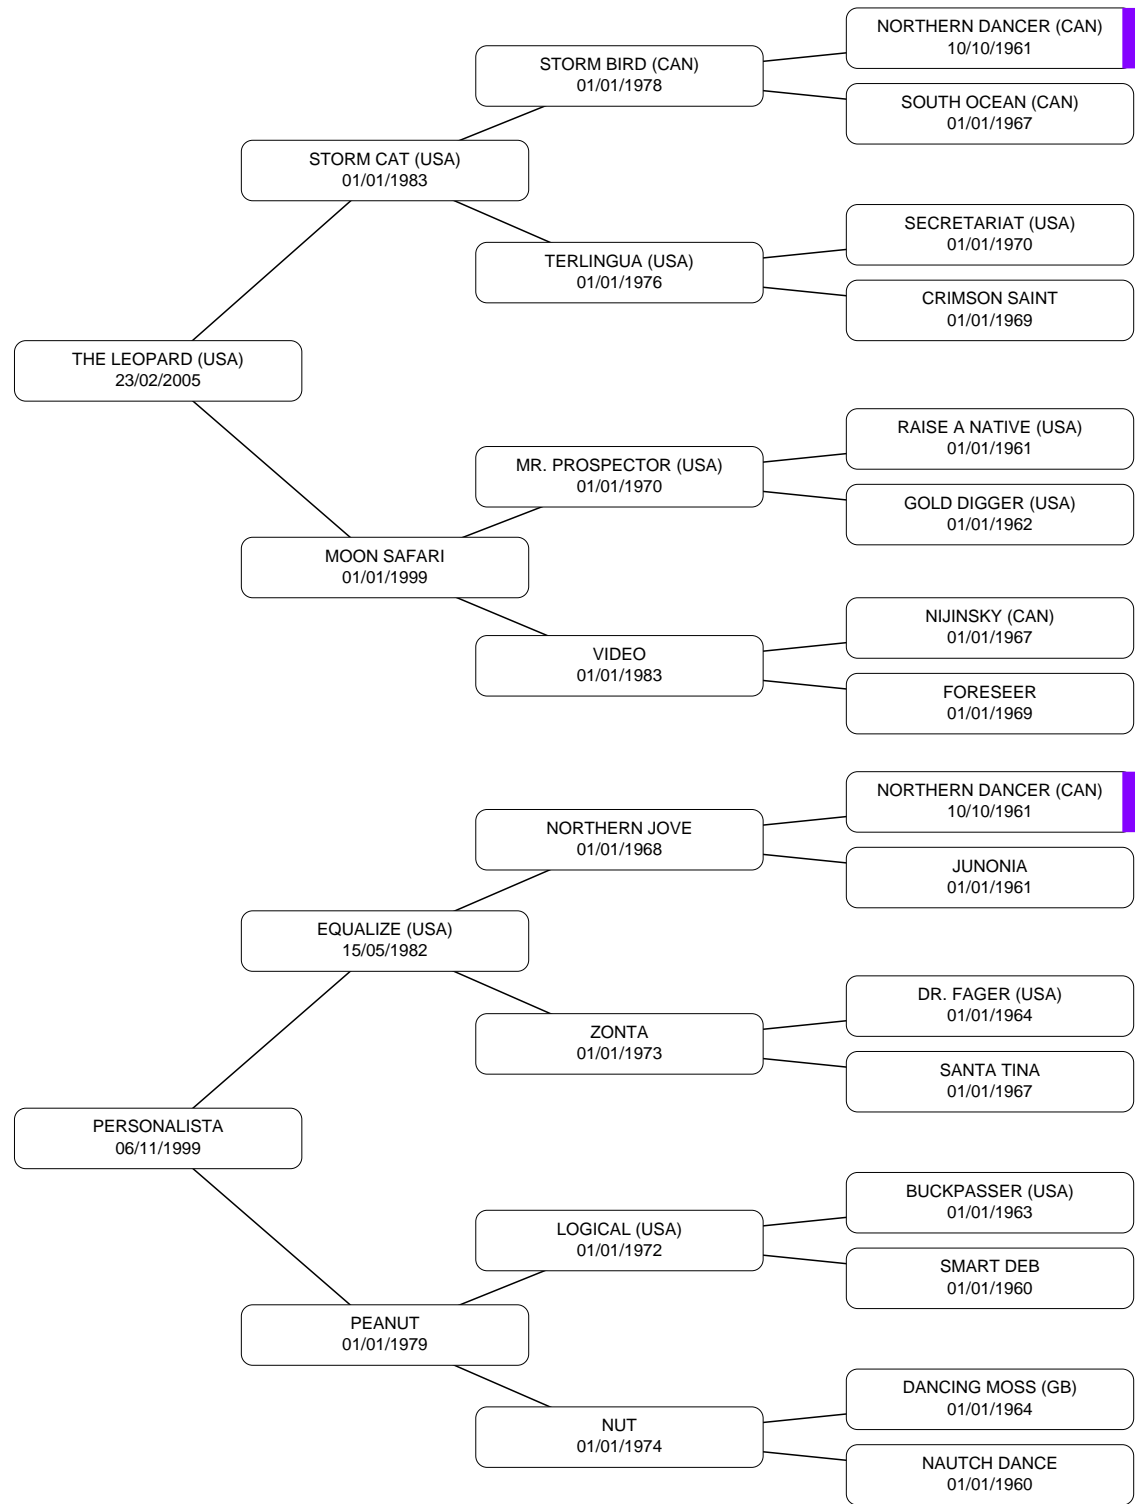 NORTHERN DANCER (CAN)
10/10/1961
STORM BIRD (CAN)
01/01/1978
SOUTH OCEAN (CAN)
01/01/1967
STORM CAT (USA)
01/01/1983
SECRETARIAT (USA)
01/01/1970
TERLINGUA (USA)
01/01/1976
CRIMSON SAINT
01/01/1969
THE LEOPARD (USA)
23/02/2005
RAISE A NATIVE (USA)
01/01/1961
MR. PROSPECTOR (USA)
01/01/1970
GOLD DIGGER (USA)
01/01/1962
MOON SAFARI
01/01/1999
NIJINSKY (CAN)
01/01/1967
VIDEO
01/01/1983
FORESEER
01/01/1969
NORTHERN DANCER (CAN)
10/10/1961
NORTHERN JOVE
01/01/1968
JUNONIA
01/01/1961
EQUALIZE (USA)
15/05/1982
DR. FAGER (USA)
01/01/1964
ZONTA
01/01/1973
SANTA TINA
01/01/1967
PERSONALISTA
06/11/1999
BUCKPASSER (USA)
01/01/1963
LOGICAL (USA)
01/01/1972
SMART DEB
01/01/1960
PEANUT
01/01/1979
DANCING MOSS (GB)
01/01/1964
NUT
01/01/1974
NAUTCH DANCE
01/01/1960